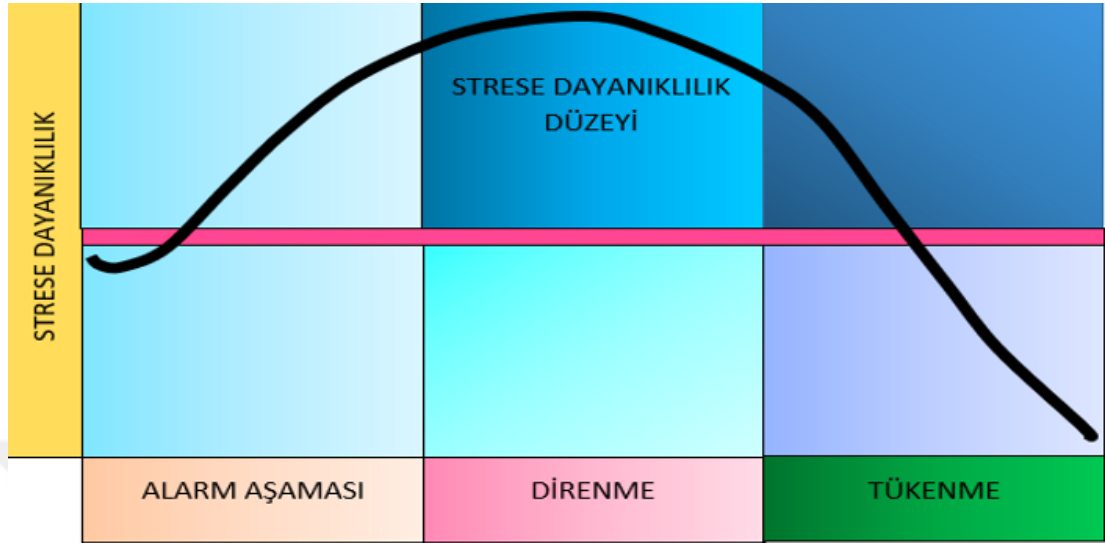 STRESE DAYANIKLILIK
STRESE DAYANIKLILIK
DÜZEYİ
ALARM AŞAMASI
DİRENME
TÜKENME